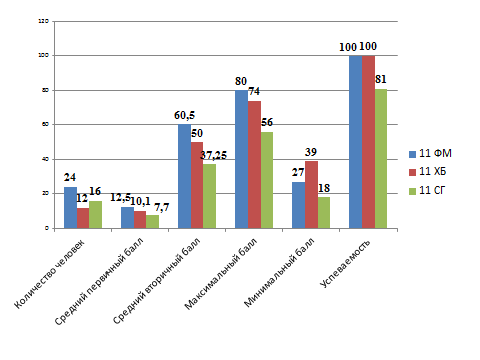 120
100
80
60
40
20
0
24
12
16
12,5
10,1
7,7
60,5
50
37,25
80
74
56
27
39
18
100
100
81
Количество человек
Средний первичный балл
Средний вторичный балл
Максимальный балл
Минимальный балл
Успеваемость
11 ФМ
11 ХБ
11 СГ